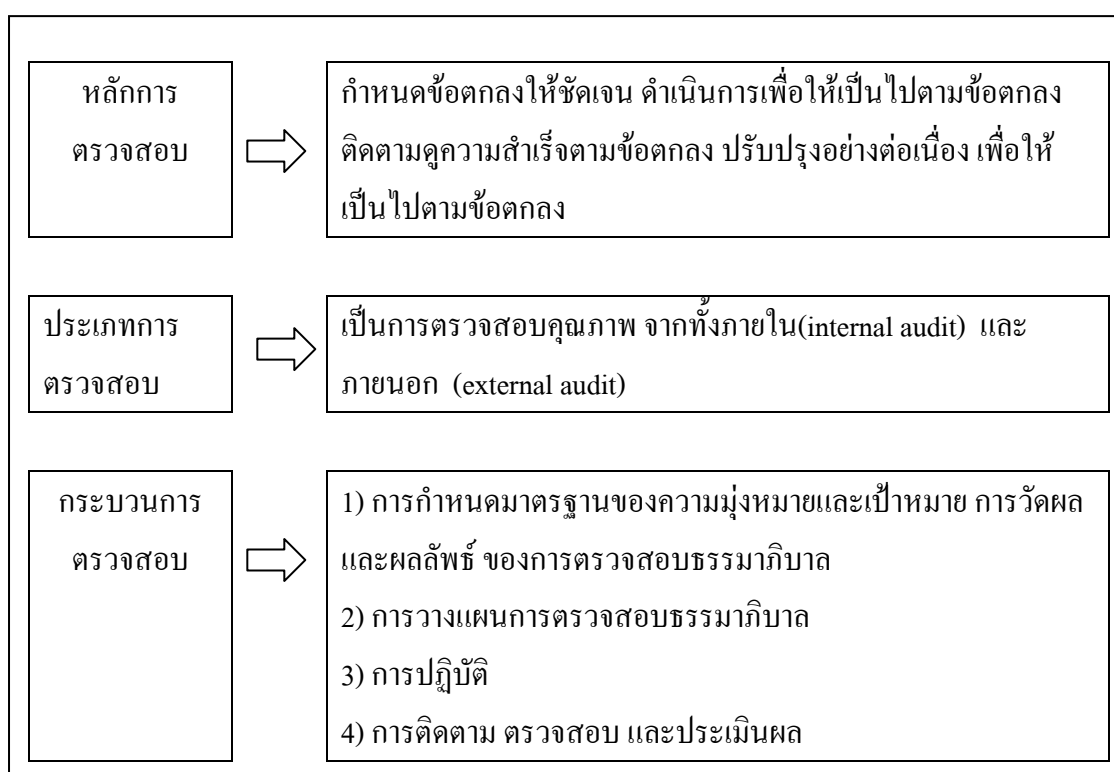 หลักการ
ตรวจสอบ
กำหนดข้อตกลงให้ชัดเจน ดำเนินการเพื่อให้เป็นไปตามข้อตกลง
ติดตามดูความสำเร็จตามข้อตกลง ปรับปรุงอย่างต่อเนื่อง เพื่อให้
เป็นไปตามข้อตกลง
ประเภทการ
ตรวจสอบ
เป็นการตรวจสอบคุณภาพ จากทั้งภายใน(internal audit) และ
ภายนอก (external audit)
กระบวนการ
ตรวจสอบ
1) การกำหนดมาตรฐานของความมุ่งหมายและเป้าหมาย การวัดผล
และผลลัพธ์ ของการตรวจสอบธรรมาภิบาล
2) การวางแผนการตรวจสอบธรรมาภิบาล
3) การปฏิบัติ
4) การติดตาม ตรวจสอบ และประเมินผล